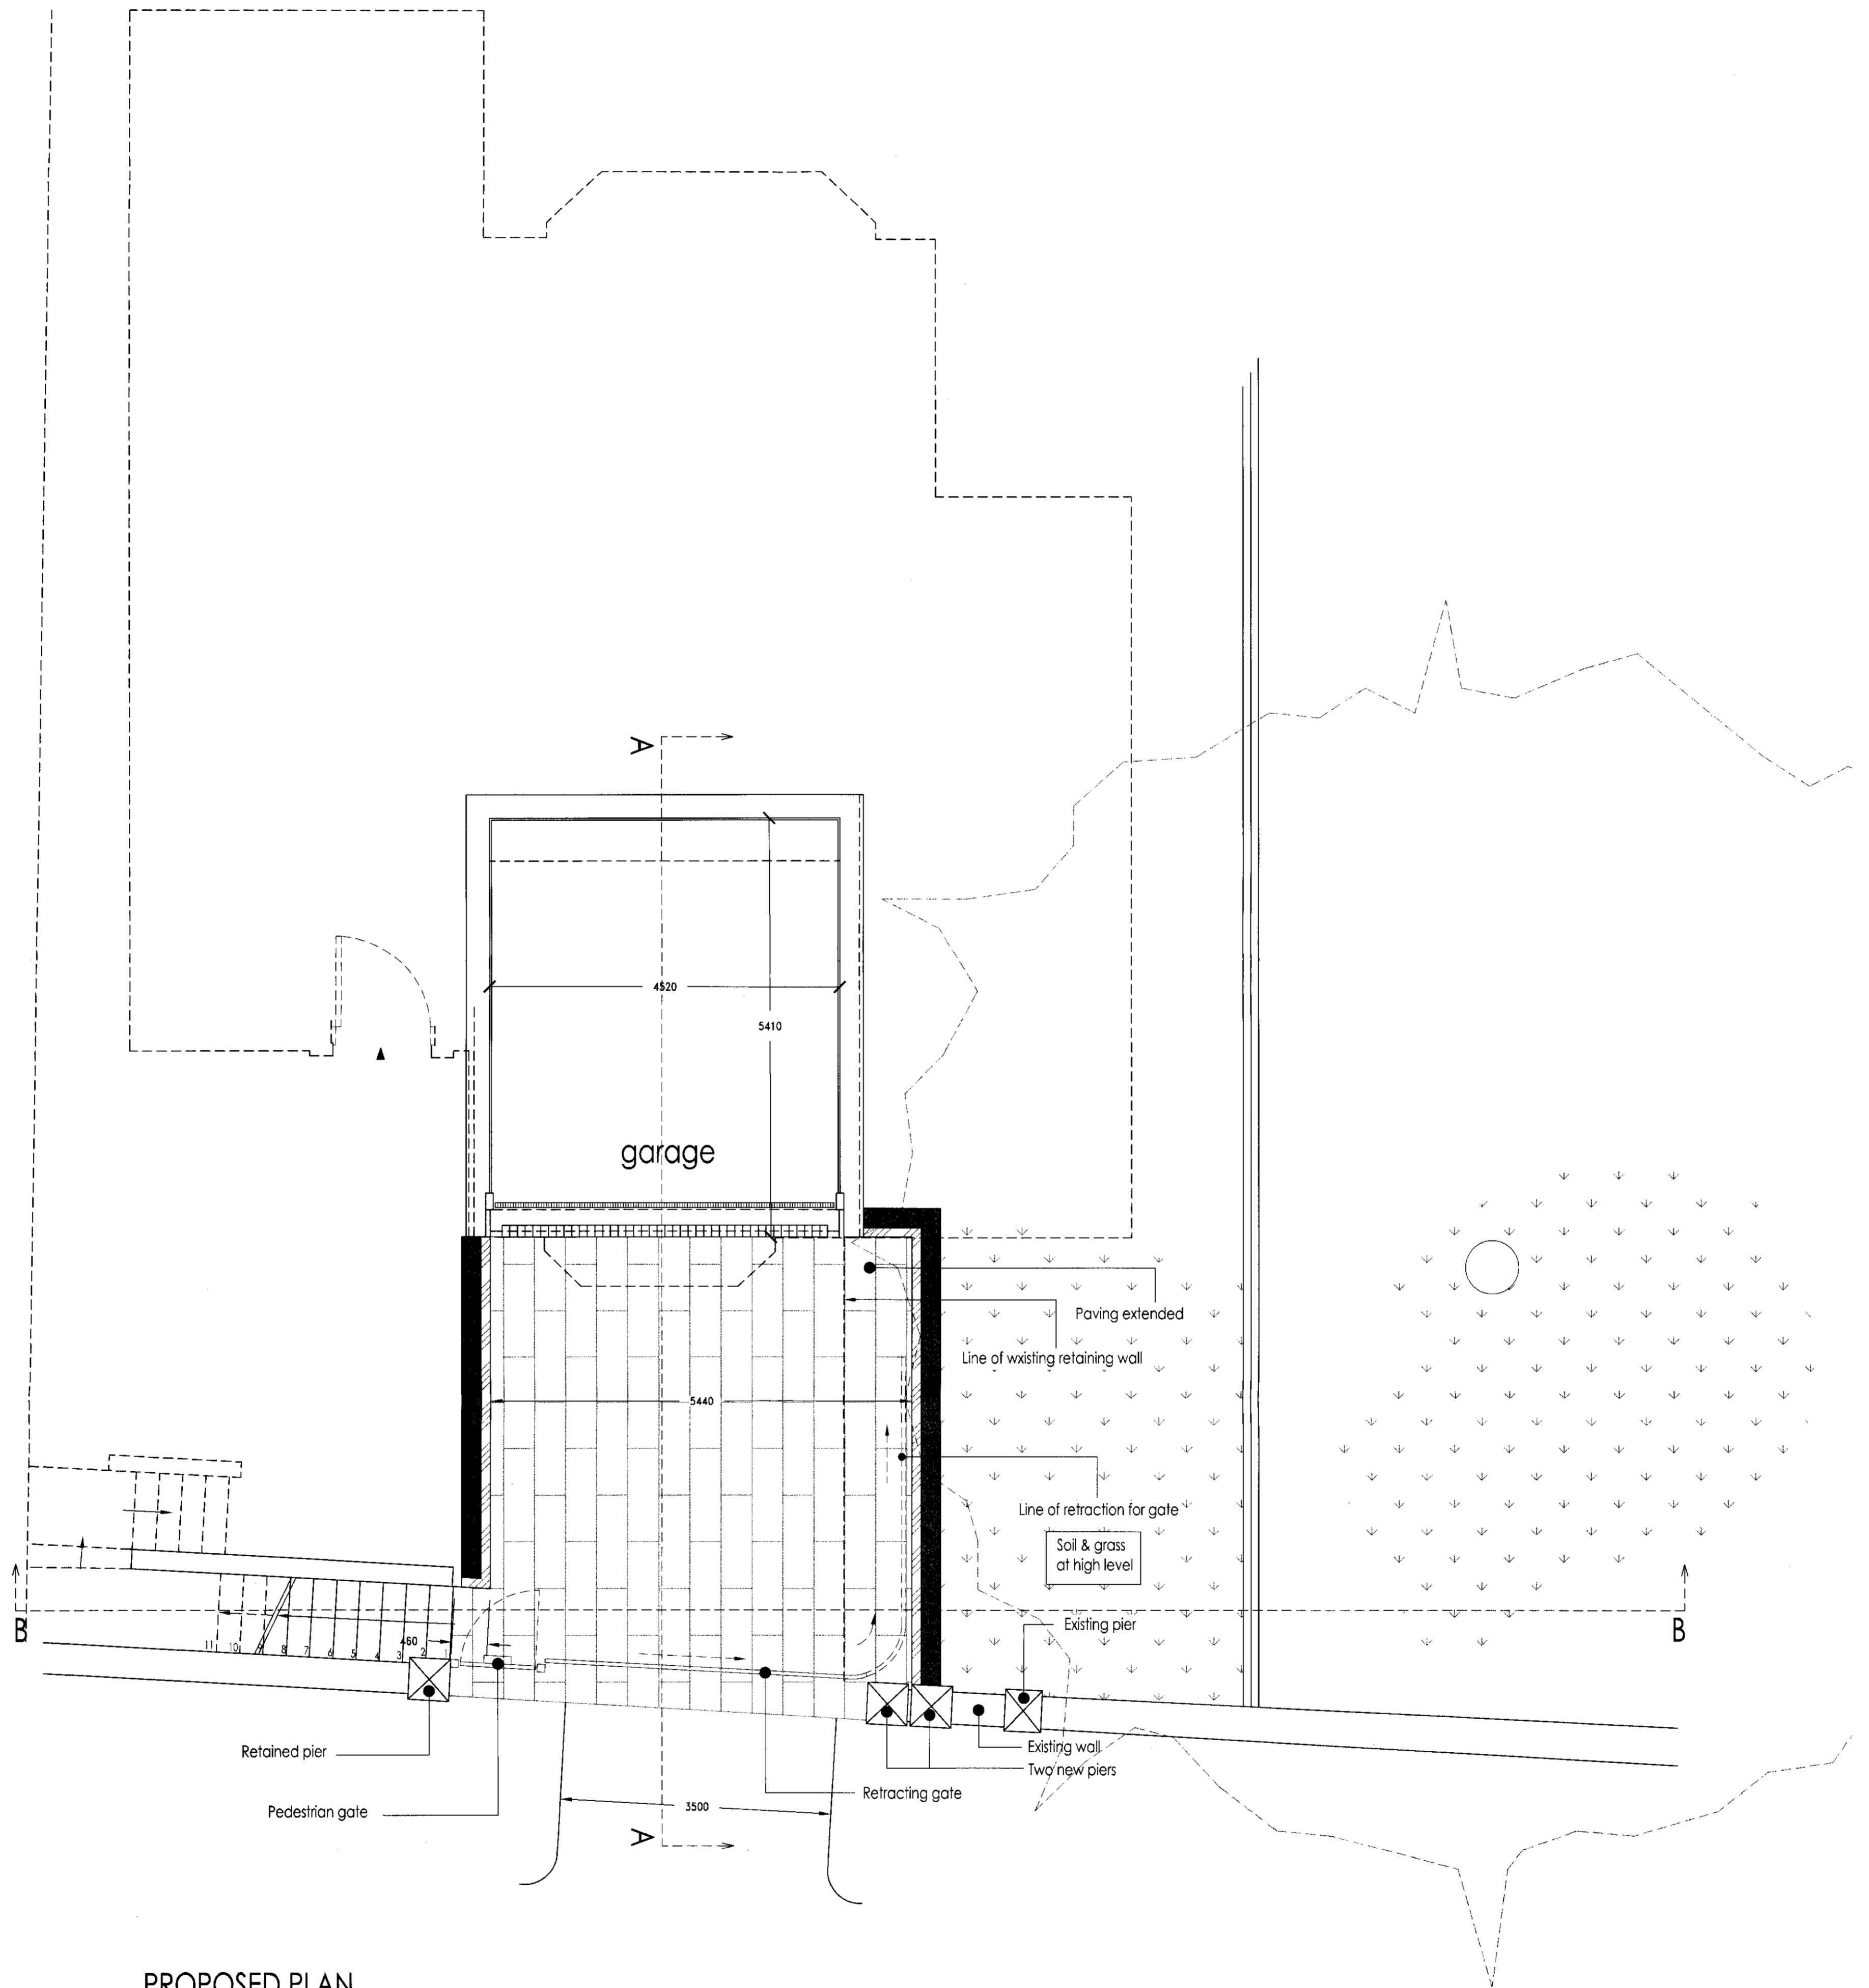 A
4520
5410
garage
Paving extended
Line of wxisting retaining wall
5440
Line of retraction for gate
Soil & grass
at high level
B
B
Existing pier
11 10 9 8 7 6 5 4 3 2 1
460
Retained pier
Existing wall
Two new piers
Retracting gate
Pedestrian gate
3500
A
PROPOSED PLAN